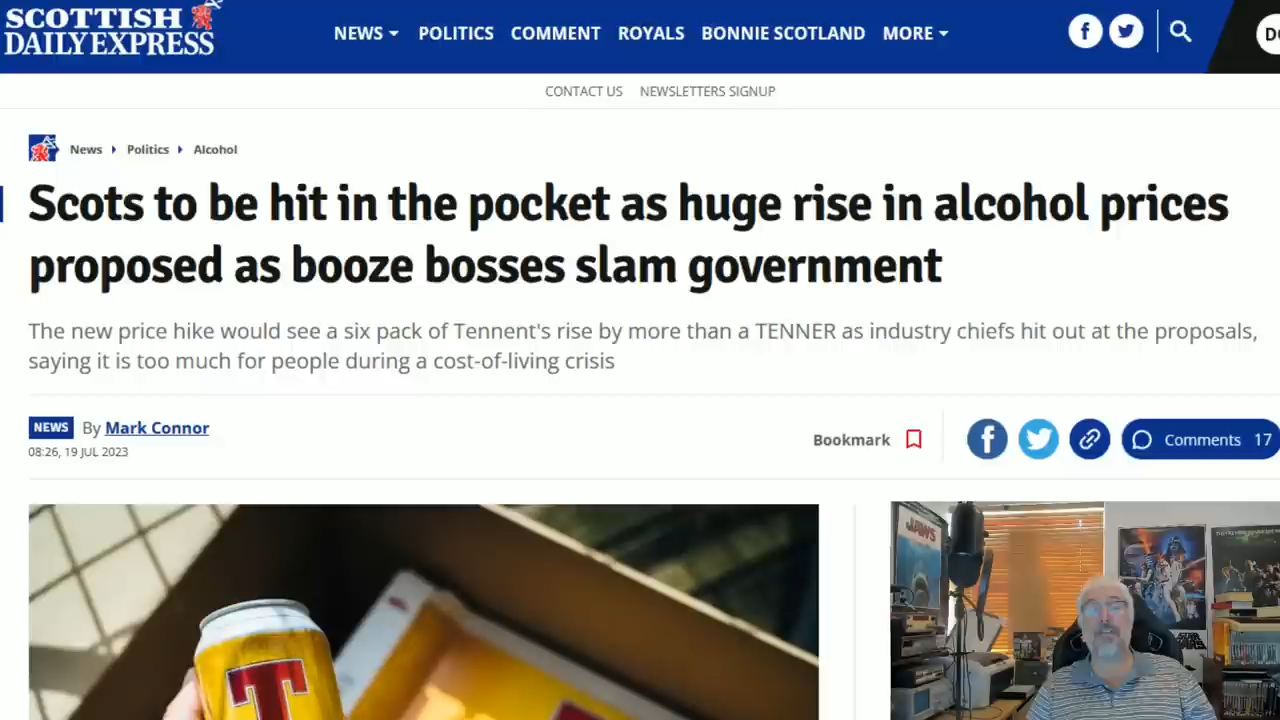 SCOTTISH
DAILY EXPRESS
NEWS POLITICS COMMENT ROYALS BONNIE SCOTLAND MORE
CONTACT US NEWSLETTERS SIGNUP
News Politics Alcohol
Scots to be hit in the pocket as huge rise in alcohol prices
proposed as booze bosses slam government
The new price hike would see a six pack of Tennent's rise by more than a TENNER as industry chiefs hit out at the proposals,
saying it is too much for people during a cost-of-living crisis
NEWS By Mark Connor
08:26, 19 JUL 2023
Bookmark
Comments 17
T
JAWS
STAR
WARS